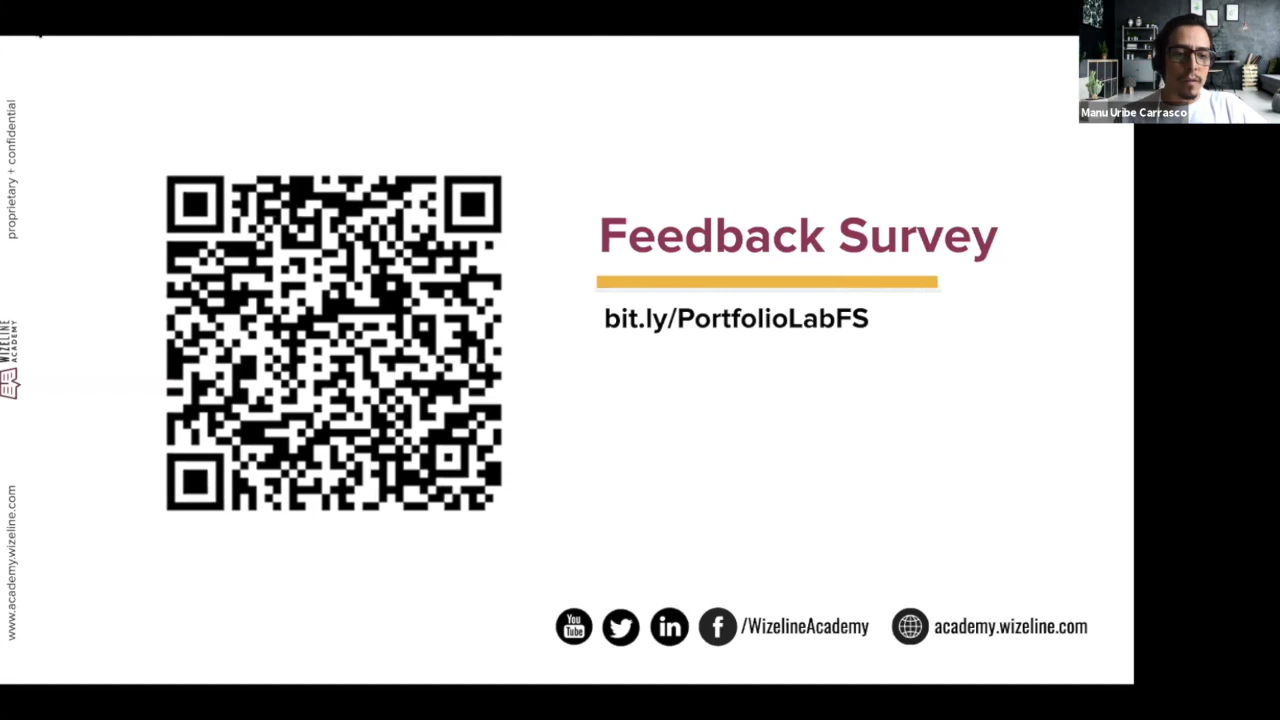 proprietary + confidential
WIZELINE
ACADEMY
www.academy.wizeline.com
Manu Uribe Carrasco
Feedback Survey
bit.ly/PortfolioLabFS
You
Tube
in
f
/WizelineAcademy
academy.wizeline.com